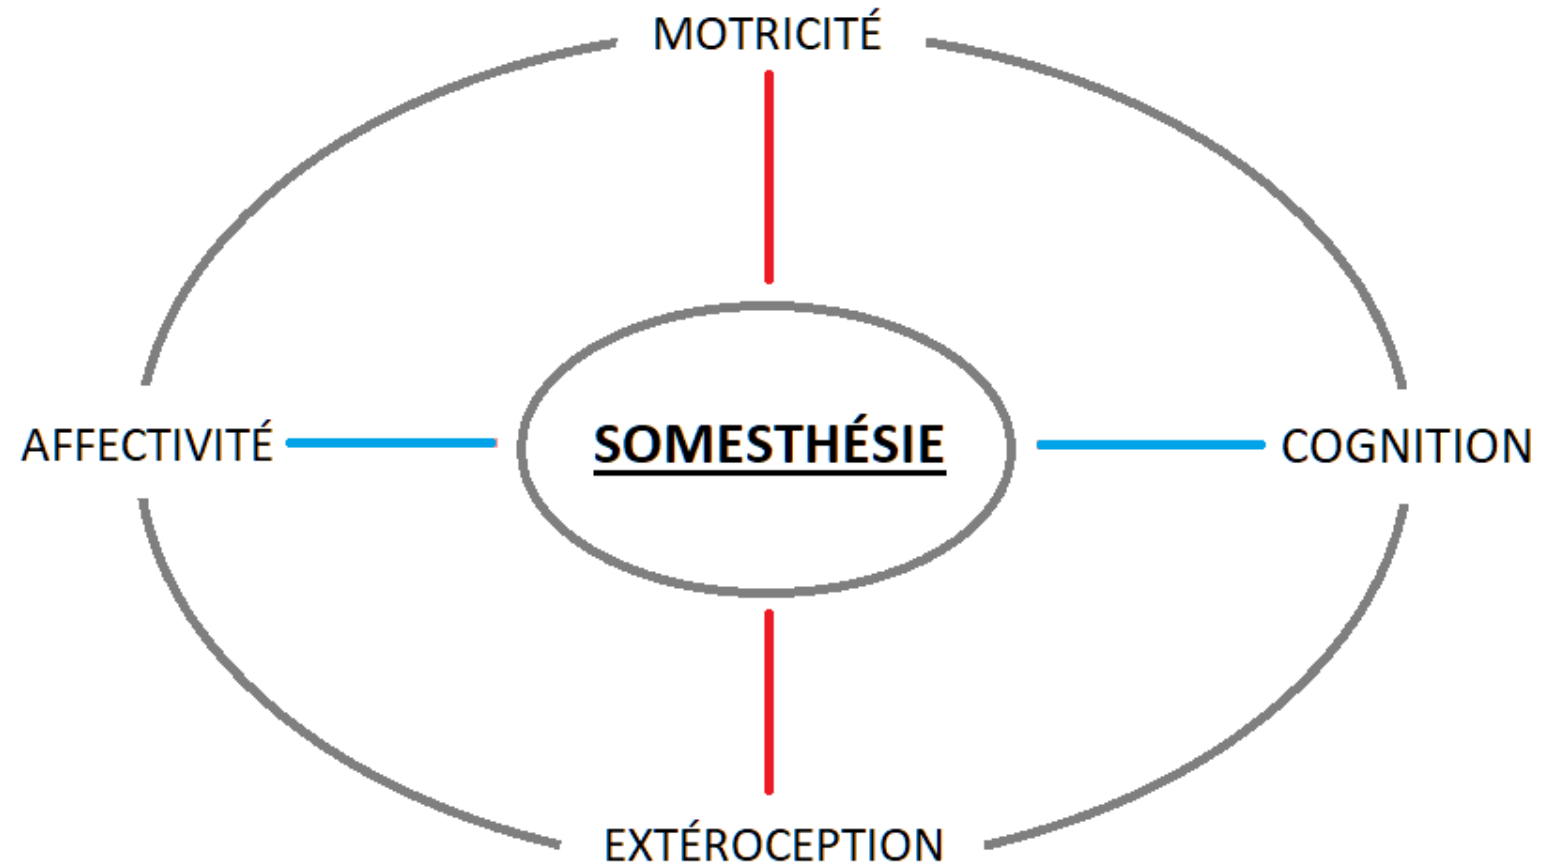 MOTRICITÉ
AFFECTIVITÉ
SOMESTHÉSIE
COGNITION
EXTÉROCEPTION